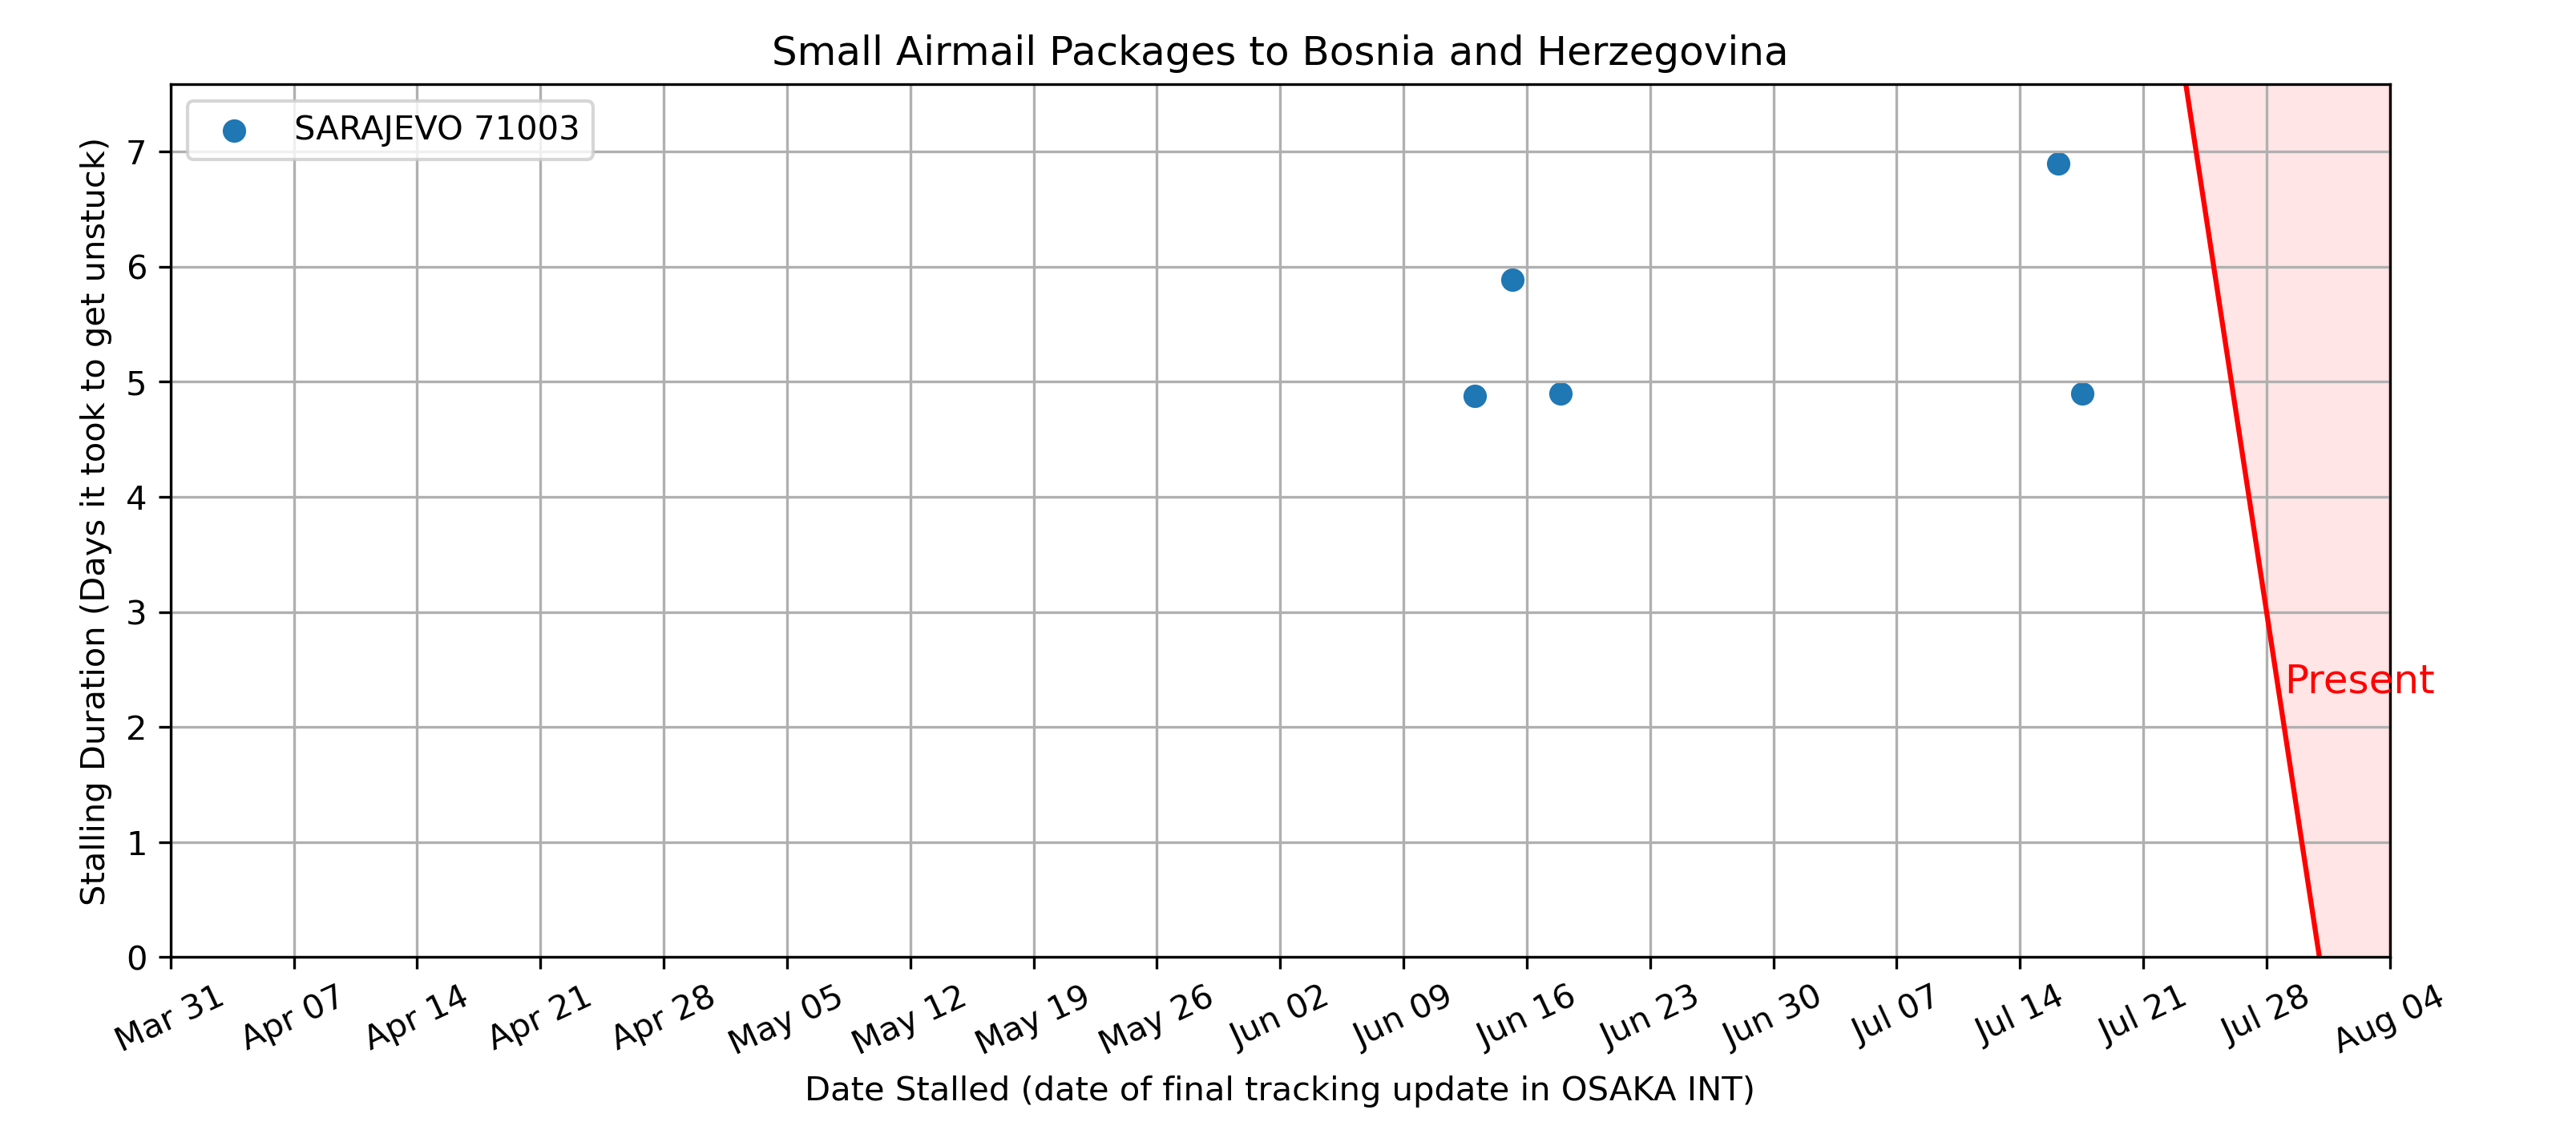 Small Airmail Packages to Bosnia and Herzegovina
SARAJEVO 71003
Stalling Duration (Days it took to get unstuck)
7
6
5
4
3
2
1
0
Present
Mar 31
Apr 07
Apr 14
Apr 21
Apr 28
May 05
May 12
May 19
May 26
Jun 02
Jun 09
Jun 16
Jun 23
Jun 30
Jul 07
Jul 14
Jul 21
Jul 28
Aug 04
Date Stalled (date of final tracking update in OSAKA INT)